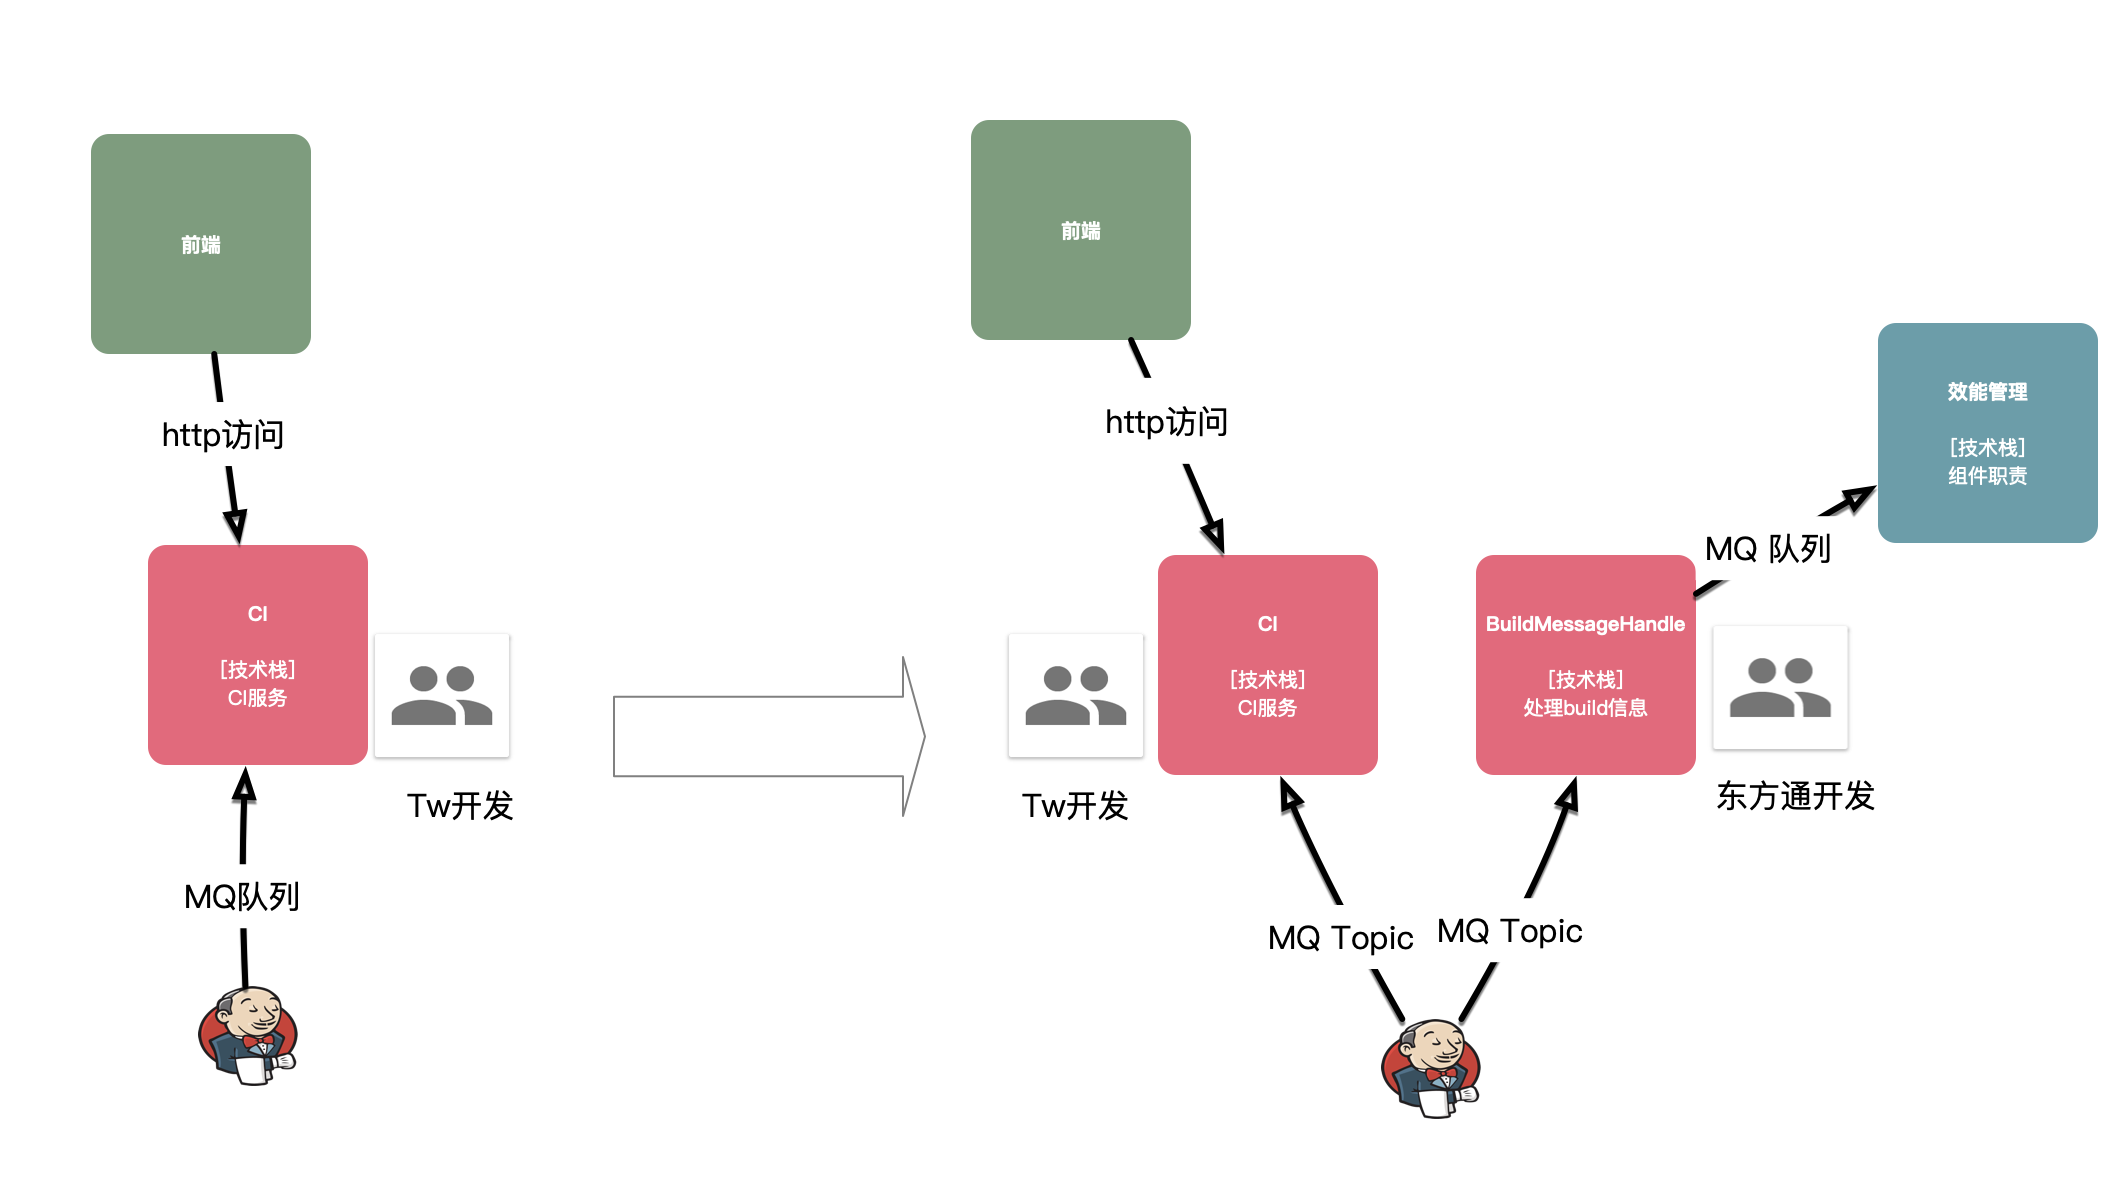 前端
http访问
CI
[技术栈]
CI服务
Tw开发
MQ队列
前端
http访问
CI
[技术栈]
CI服务
Tw开发
BuildMessageHandle
[技术栈]
处理build信息
东方通开发
MQ 队列
效能管理
[技术栈]
组件职责
MQ Topic
MQ Topic